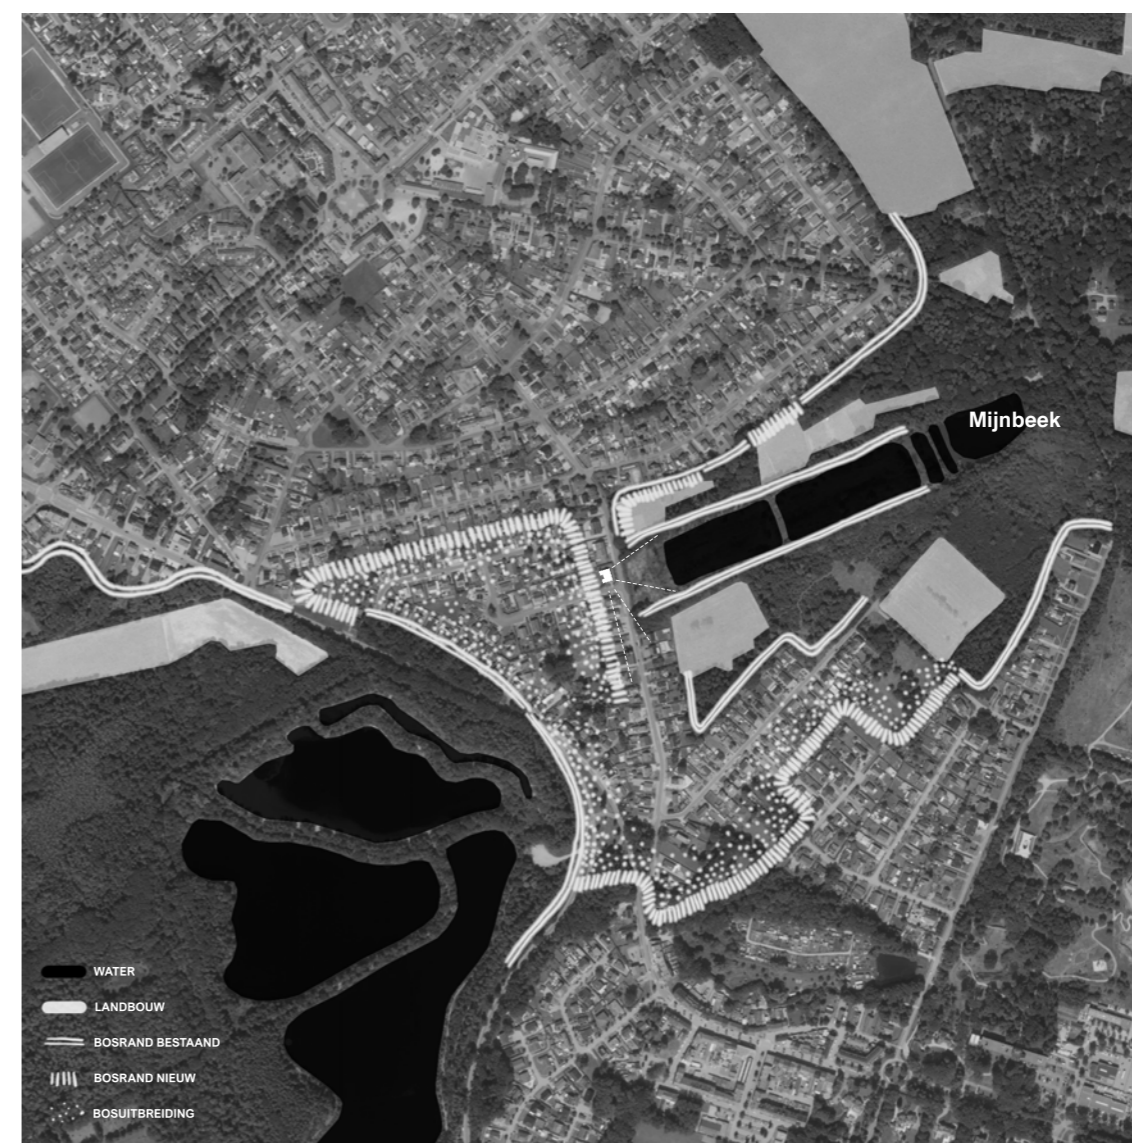 Mijnbeek
WATER
LANDBOUW
BOSRAND BESTAAND
BOSRAND NIEUW
BOSUITBREIDING